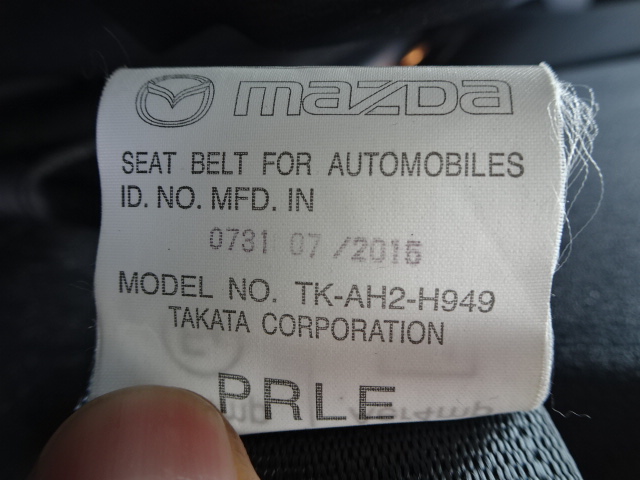 mazda
SEAT BELT FOR AUTOMOBILES
ID. NO. MFD. IN
0731 07 /2015
MODEL NO. TK-AH2-H949
TAKATA CORPORATION
PRLE